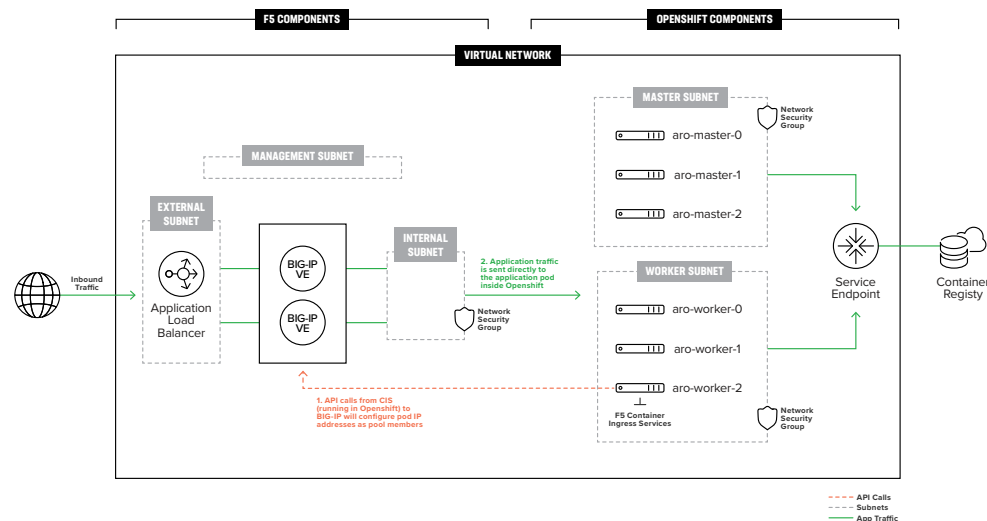 F5 COMPONENTS
OPENSHIFT COMPONENTS
VIRTUAL NETWORK
MASTER SUBNET
Network
Security
Group
aro-master-0
aro-master-1
aro-master-2
MANAGEMENT SUBNET
EXTERNAL
SUBNET
INTERNAL
SUBNET
BIG-IP
VE
BIG-IP
VE
Inbound
Traffic
Application
Load
Balancer
2. Application traffic
is sent directly to
the application pod
inside Openshift
Network
Security
Group
WORKER SUBNET
aro-worker-0
aro-worker-1
aro-worker-2
F5 Container
Ingress Services
Network
Security
Group
Service
Endpoint
Container
Registy
1. API calls from CIS
(running in Openshift) to
BIG-IP will configure pod IP
addresses as pool members
API Calls
Subnets
App Traffic